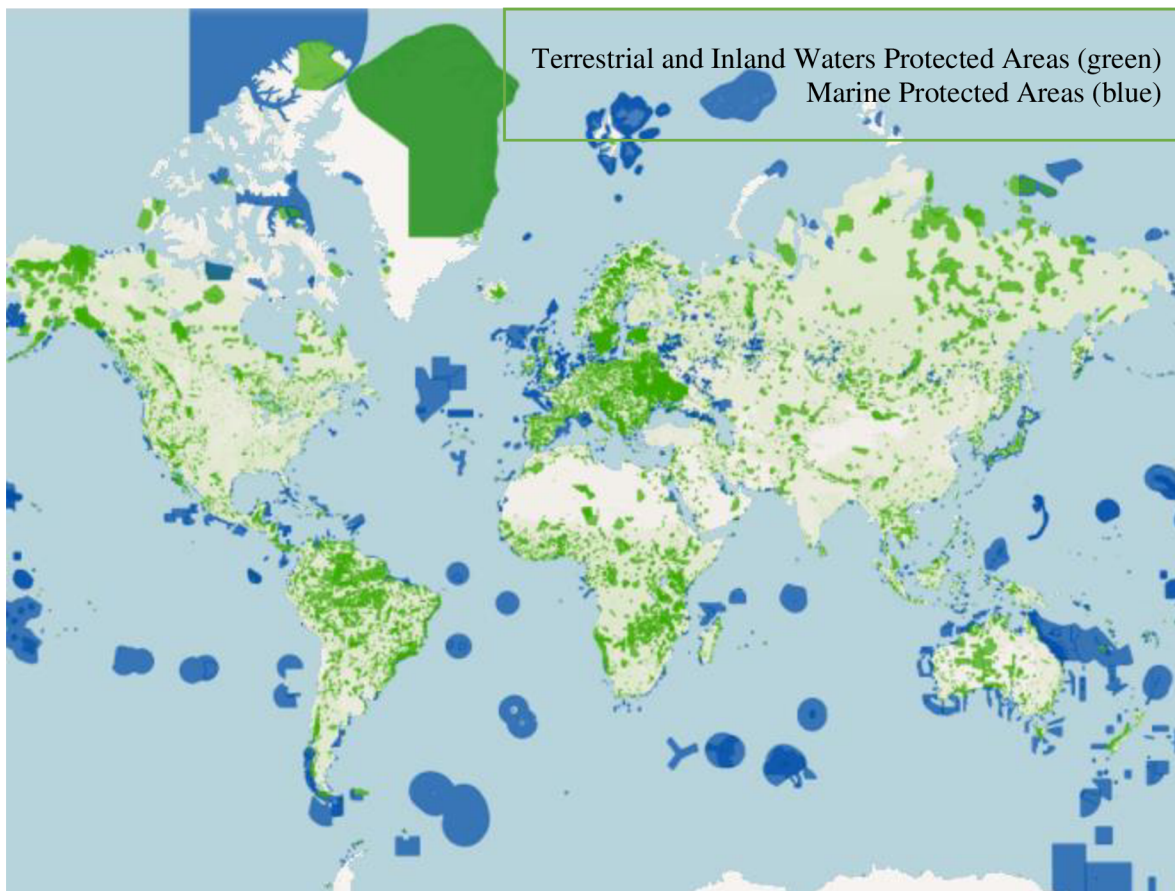 Terrestrial and Inland Waters Protected Areas (green)
Marine Protected Areas (blue)